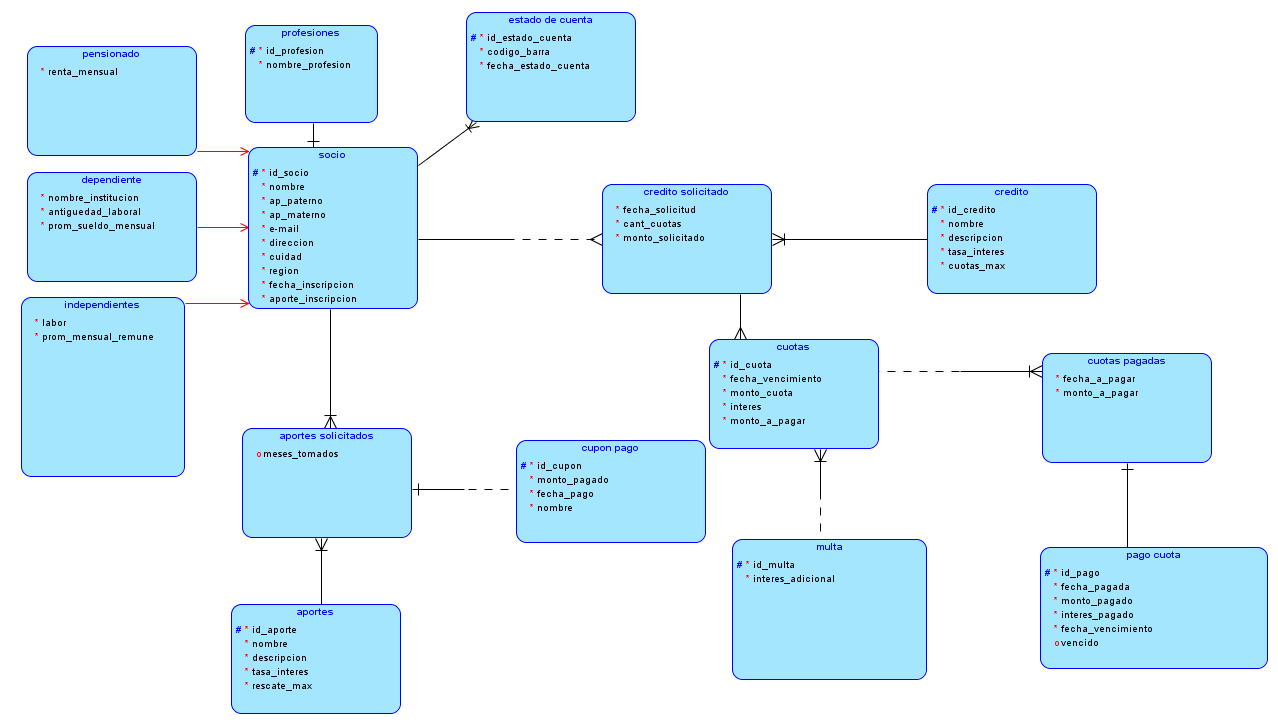 estado de cuenta
# * id_estado_cuenta
* codigo_barra
* fecha_estado_cuenta
profesiones
# * id_profesion
* nombre_profesion
pensionado
* renta_mensual
socio
# * id_socio
* nombre
* ap_paterno
* ap_materno
* e-mail
* direccion
* cuidad
* region
* fecha_inscripcion
* aporte_inscripcion
dependiente
* nombre_institucion
* antiguedad_laboral
* prom_sueldo_mensual
credito solicitado
* fecha_solicitud
* cant_cuotas
* monto_solicitado
credito
# * id_credito
* nombre
* descripcion
* tasa_interes
* cuotas_max
independientes
* labor
* prom_mensual_remune
cuotas
# * id_cuota
* fecha_vencimiento
* monto_cuota
* interes
* monto_a_pagar
cuotas pagadas
* fecha_a_pagar
* monto_a_pagar
aportes solicitados
o meses_tomados
cupon pago
# * id_cupon
* monto_pagado
* fecha_pago
* nombre
multa
# * id_multa
* interes_adicional
pago cuota
# * id_pago
* fecha_pagada
* monto_pagado
* interes_pagado
* fecha_vencimiento
o vencido
aportes
# * id_aporte
* nombre
* descripcion
* tasa_interes
* rescate_max